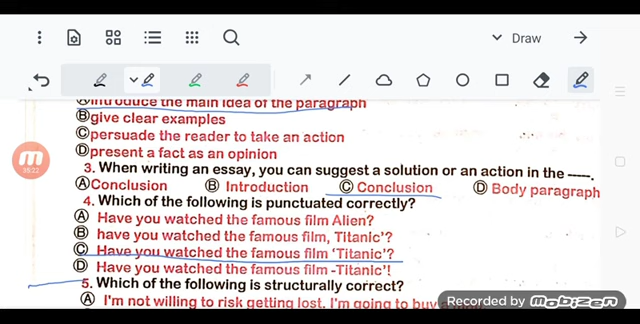 Draw
Ⓐintroduce the main idea of the paragraph
Ⓑgive clear examples
Ⓒpersuade the reader to take an action
Ⓓpresent a fact as an opinion
3. When writing an essay, you can suggest a solution or an action in the -----.
ⒶConclusion Ⓑ Introduction Ⓒ Conclusion Ⓓ Body paragraph
4. Which of the following is punctuated correctly?
Ⓐ Have you watched the famous film Alien?
Ⓑ have you watched the famous film, Titanic'?
Ⓒ Have you watched the famous film ‘Titanic'?
Ⓓ Have you watched the famous film -Titanic'!
5. Which of the following is structurally correct?
Ⓐ I'm not willing to risk getting lost. I'm going to buy a
35:22
Recorded by Mobizen